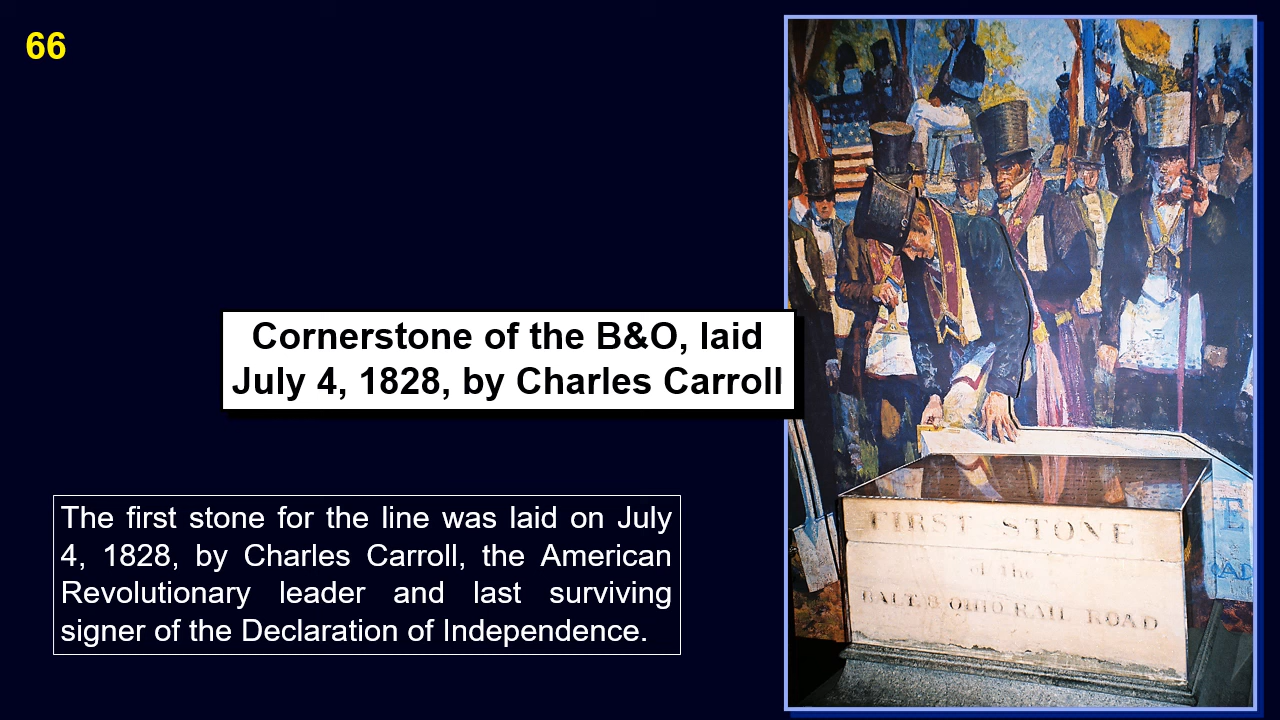 66
Cornerstone of the B&O, laid
July 4, 1828, by Charles Carroll
The first stone for the line was laid on July
4, 1828, by Charles Carroll, the American
Revolutionary leader and last surviving
signer of the Declaration of Independence.
FIRST STONE
of the
BALT. & OHIO RAIL ROAD